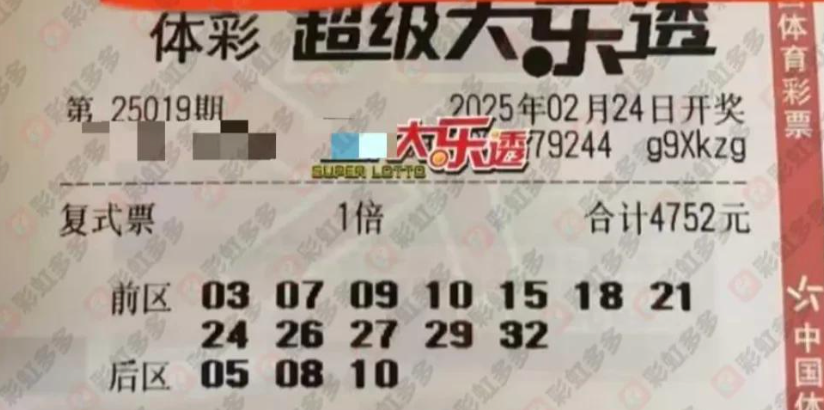 体彩 超级大乐透
第 25019期 2025年02月24日开奖
大乐透 79244 g9Xkzg
SUPER LOTTO
复式票 1倍 合计4752元
前区 03 07 09 10 15 18 21
24 26 27 29 32
后区 05 08 10
体育彩票
中国体
彩虹多多